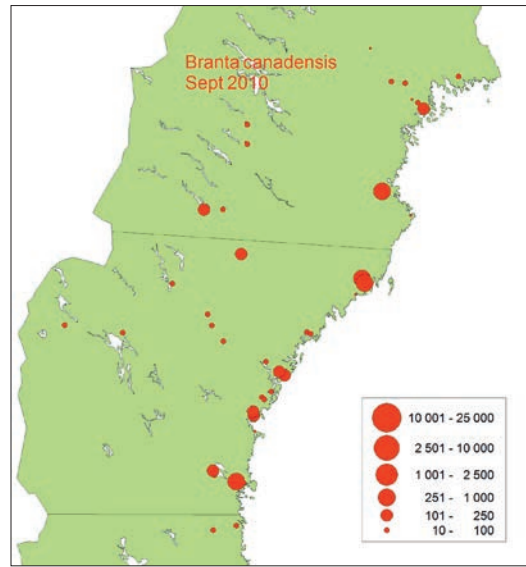 Branta canadensis
Sept 2010
10 001 - 25 000
2 501 - 10 000
1 001 - 2 500
251 - 1 000
101 - 250
10 - 100